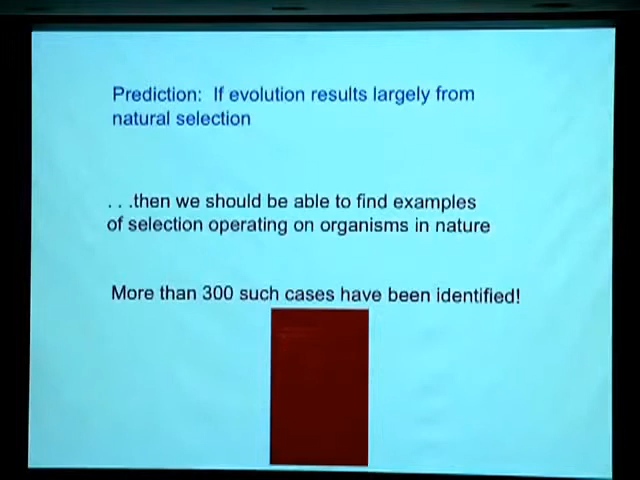 Prediction:  If evolution results largely from
natural selection
. . .then we should be able to find examples
of selection operating on organisms in nature
More than 300 such cases have been identified!